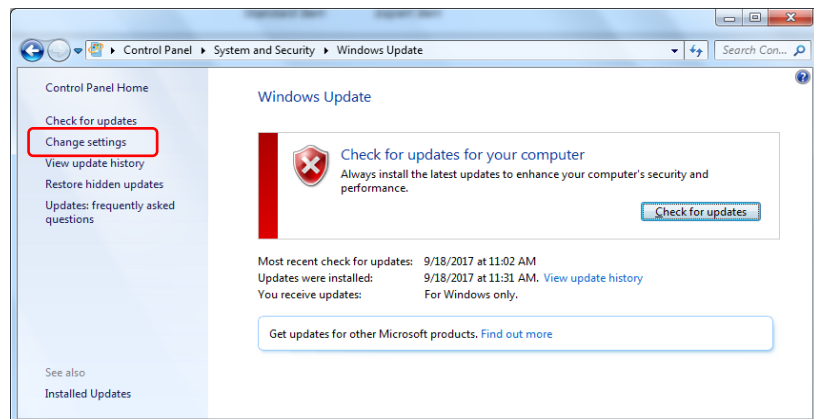 Control Panel ▸ System and Security ▸ Windows Update
Search Con...
Control Panel Home
Check for updates
Change settings
View update history
Restore hidden updates
Updates: frequently asked
questions
See also
Installed Updates
Windows Update
Check for updates for your computer
Always install the latest updates to enhance your computer's security and
performance.
Check for updates
Most recent check for updates: 9/18/2017 at 11:02 AM
Updates were installed: 9/18/2017 at 11:31 AM. View update history
You receive updates: For Windows only.
Get updates for other Microsoft products. Find out more